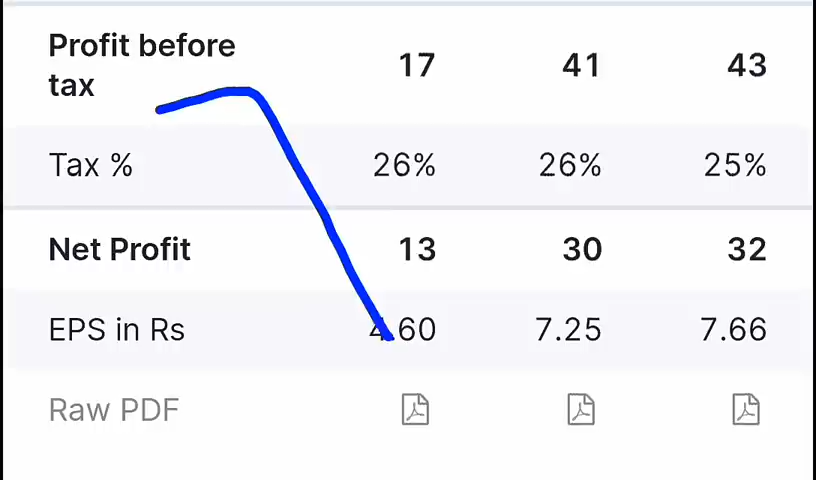 Profit before tax 17 41 43
Tax % 26% 26% 25%
Net Profit 13 30 32
EPS in Rs 4.60 7.25 7.66
Raw PDF